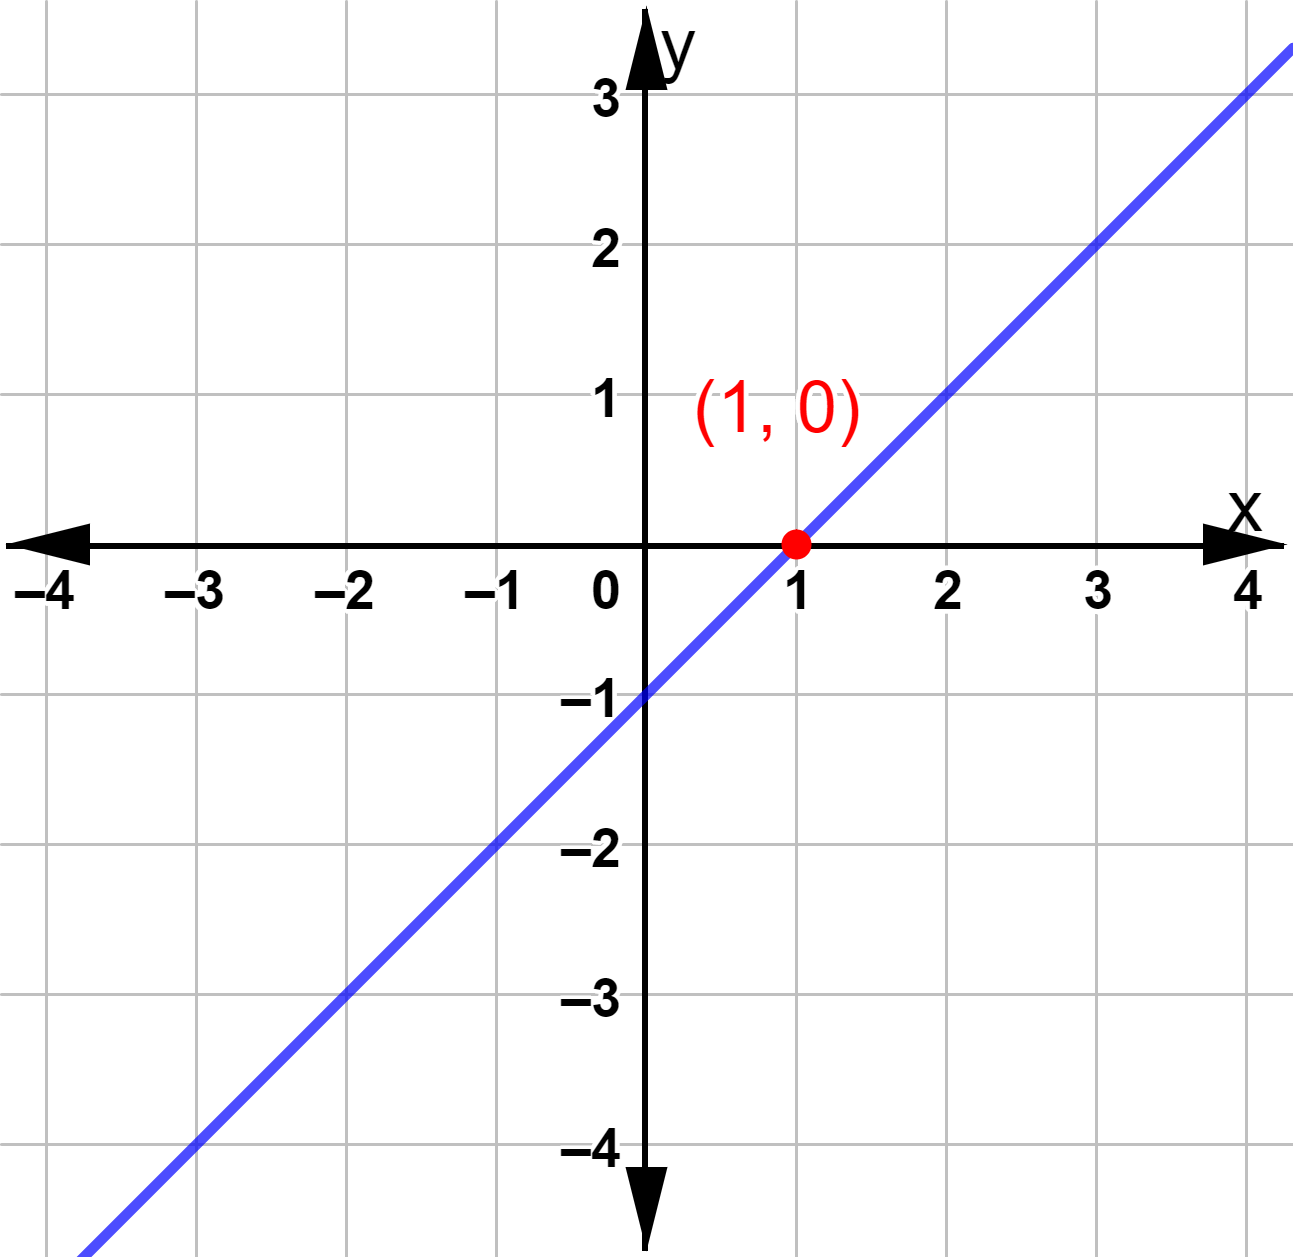 y
3
2
1
(1, 0)
x
–4 –3 –2 –1 0 1 2 3 4
–1
–2
–3
–4